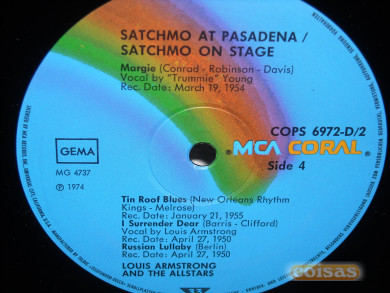 SATCHMO AT PASADENA /
SATCHMO ON STAGE
Margie (Conrad - Robinson - Davis)
Vocal by "Trummie" Young
Rec. Date: March 19, 1954
COPS 6972-D/2
GEMA
MCA CORAL
Side 4
MG 4737
℗ 1974
Tin Roof Blues (New Orleans Rhythm
Kings - Melrose)
Rec. Date: January 21, 1955
I Surrender Dear (Barris - Clifford)
Vocal by Louis Armstrong
Rec. Date: April 27, 1950
Russian Lullaby (Berlin)
Rec. Date: April 27, 1950
LOUIS ARMSTRONG
AND THE ALLSTARS
33
coisas